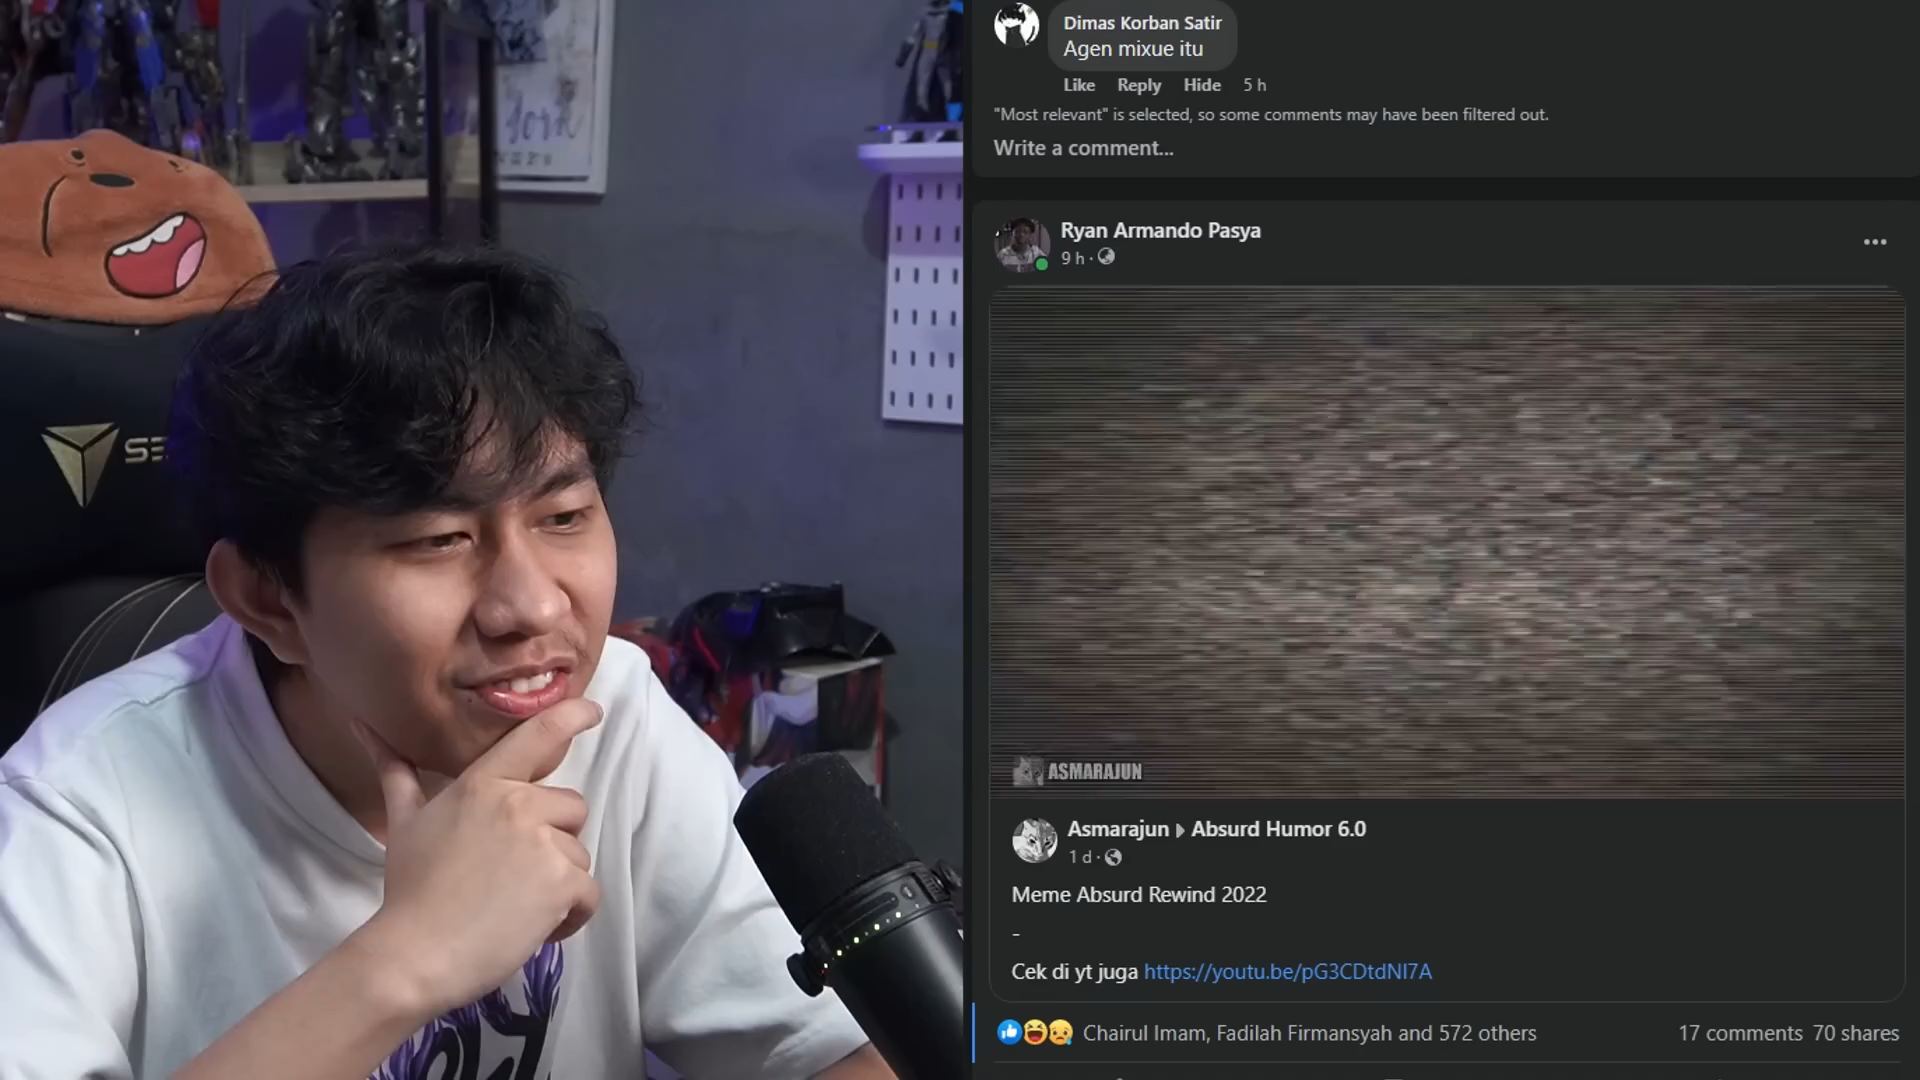 Dimas Korban Satir
Agen mixue itu
Like Reply Hide 5 h
"Most relevant" is selected, so some comments may have been filtered out.
Write a comment...
Ryan Armando Pasya
9 h ·
ASMARAJUN
Asmarajun Absurd Humor 6.0
1 d ·
Meme Absurd Rewind 2022
-
Cek di yt juga https://youtu.be/pG3CDtdNI7A
Chairul Imam, Fadilah Firmansyah and 572 others
17 comments 70 shares